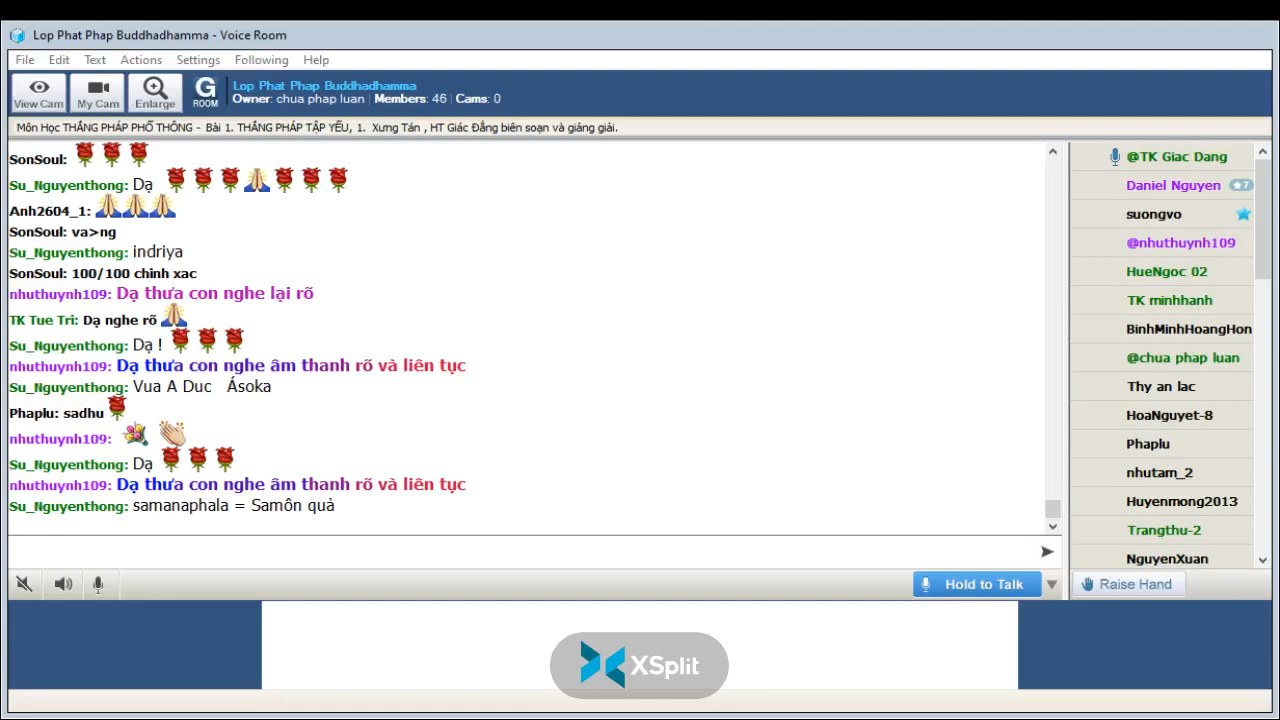 Lop Phat Phap Buddhadhamma - Voice Room
File Edit Text Actions Settings Following Help
View Cam My Cam Enlarge G ROOM
Lop Phat Phap Buddhadhamma
Owner: chua phap luan | Members: 46 | Cams: 0
Môn Học THẮNG PHÁP PHỔ THÔNG - Bài 1. THẮNG PHÁP TẬP YẾU, 1. Xưng Tán , HT Giác Đẳng biên soạn và giảng giải.
SonSoul:
Su_Nguyenthong: Dạ
Anh2604_1:
SonSoul: va>ng
Su_Nguyenthong: indriya
SonSoul: 100/100 chinh xac
nhuthuynh109: Dạ thưa con nghe lại rõ
TK Tue Tri: Dạ nghe rõ
Su_Nguyenthong: Dạ !
nhuthuynh109: Dạ thưa con nghe âm thanh rõ và liên tục
Su_Nguyenthong: Vua A Duc Ásoka
Phaplu: sadhu
nhuthuynh109:
Su_Nguyenthong: Dạ
nhuthuynh109: Dạ thưa con nghe âm thanh rõ và liên tục
Su_Nguyenthong: samanaphala = Samôn quả
@TK Giac Dang
Daniel Nguyen 7
suongvo
@nhuthuynh109
HueNgoc 02
TK minhhanh
BinhMinhHoangHon
@chua phap luan
Thy an lac
HoaNguyet-8
Phaplu
nhutam_2
Huyenmong2013
Trangthu-2
NguyenXuan
Hold to Talk
Raise Hand
XSplit